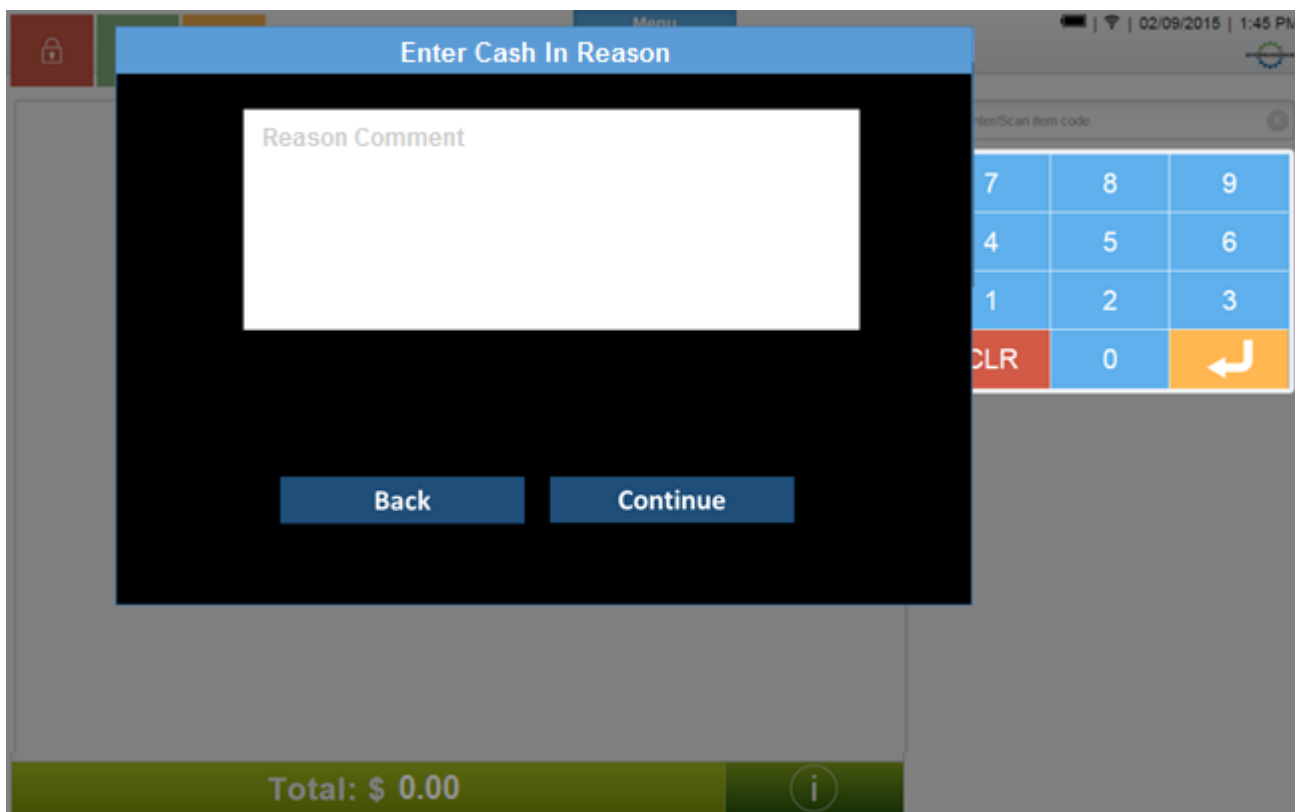 Menu
| | 02/09/2015 | 1:45 PM
Enter Cash In Reason
Reason Comment
nter/Scan item code
7 8 9
4 5 6
1 2 3
CLR 0
Back Continue
Total: $ 0.00
i